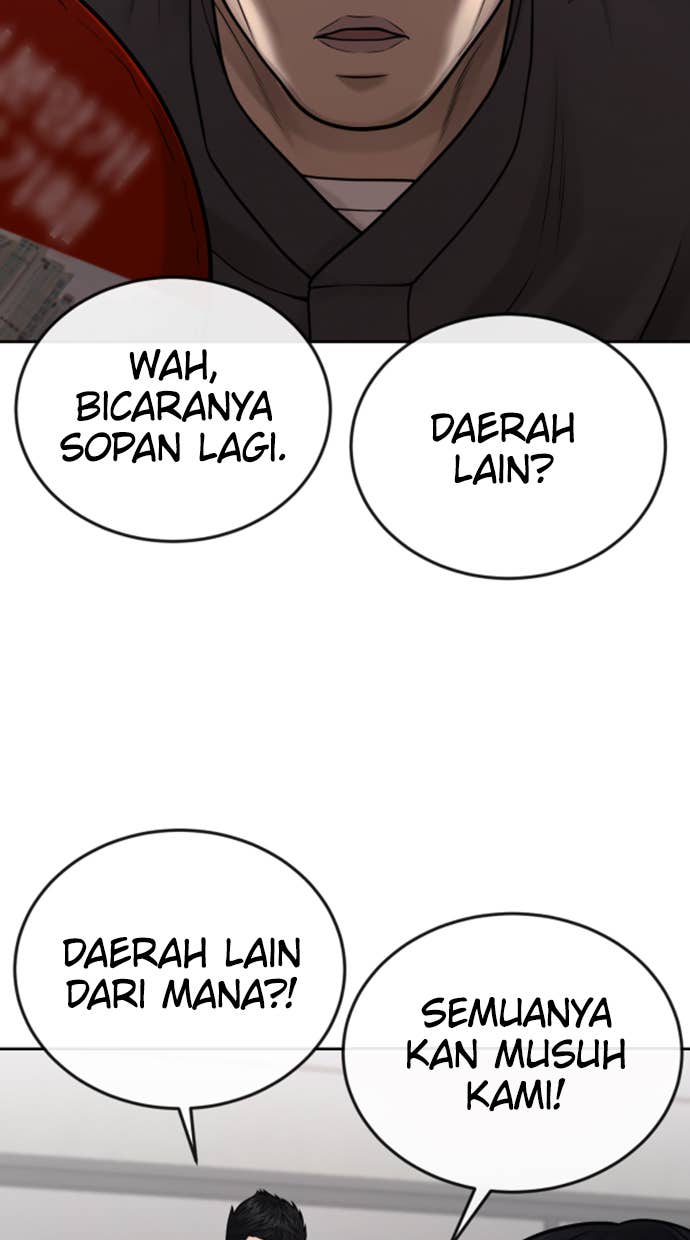 WAH,
BICARANYA
SOPAN LAGI.
DAERAH
LAIN?
DAERAH LAIN
DARI MANA?!
SEMUANYA
KAN MUSUH
KAMI!